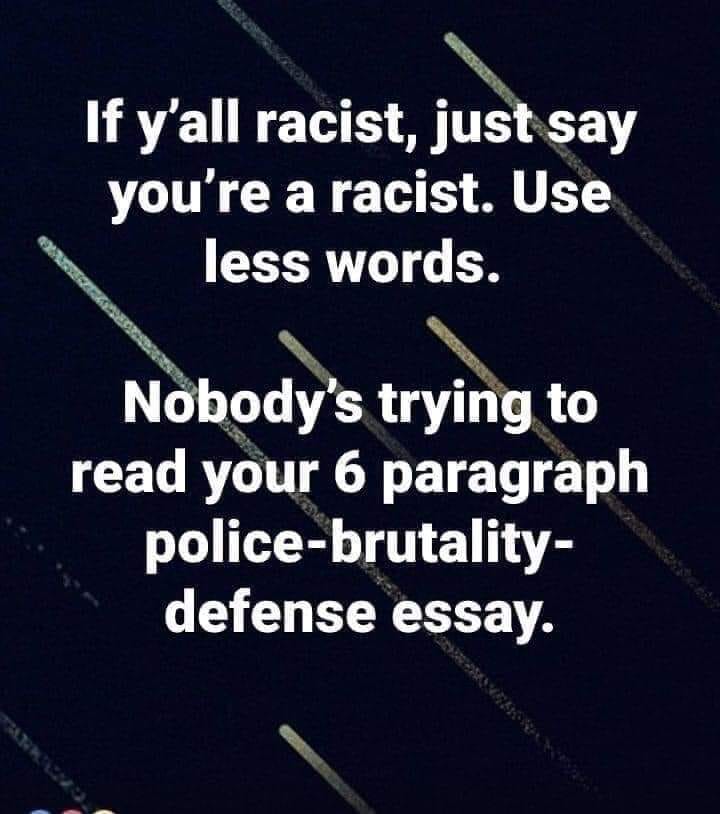 If y’all racist, just say
you’re a racist. Use
less words.
Nobody’s trying to
read your 6 paragraph
police-brutality-
defense essay.